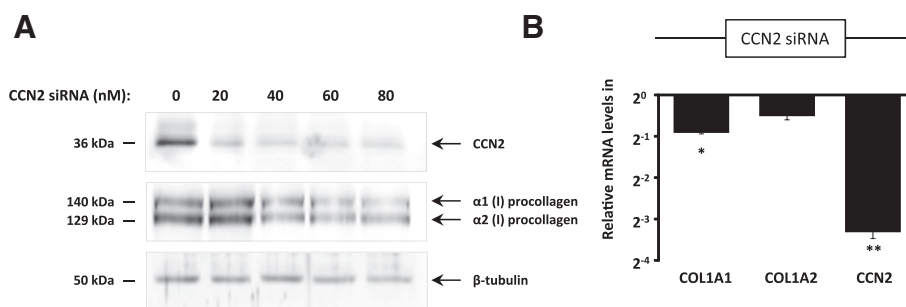 A
CCN2 siRNA (nM): 0 20 40 60 80
36 kDa CCN2
140 kDa α1 (I) procollagen
129 kDa α2 (I) procollagen
50 kDa β-tubulin
B
CCN2 siRNA
Relative mRNA levels in
2⁰
2⁻¹
2⁻²
2⁻³
2⁻⁴
*
**
COL1A1 COL1A2 CCN2